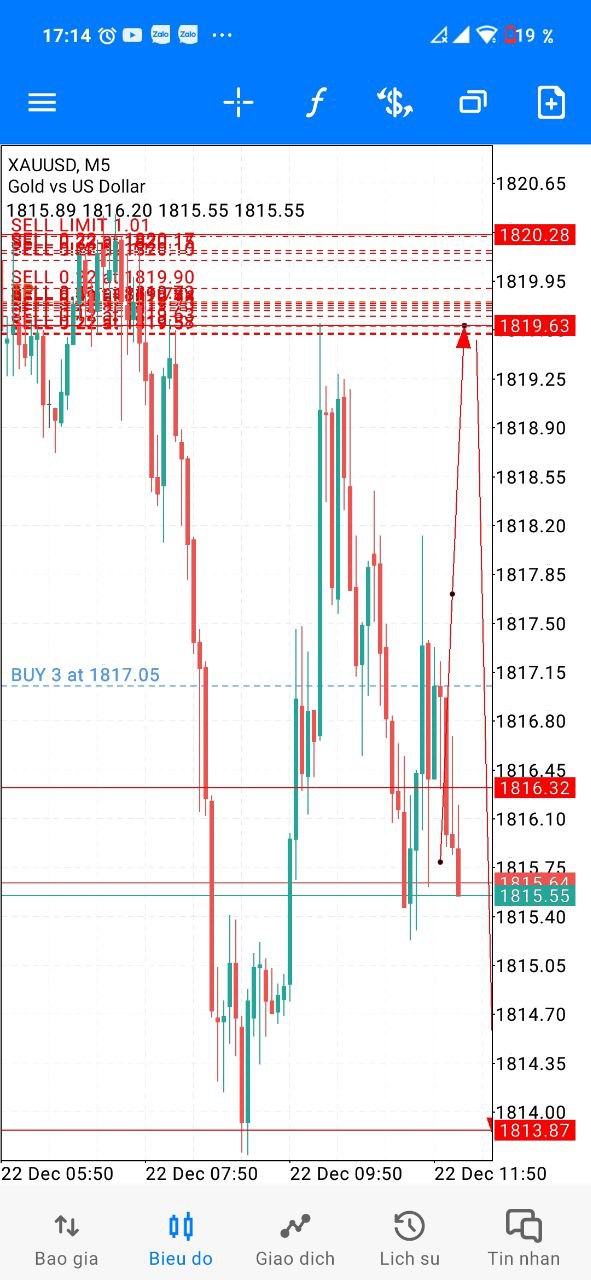 17:14 Zalo Zalo ... 19 %
XAUUSD, M5
Gold vs US Dollar
1815.89 1816.20 1815.55 1815.55
1820.65
SELL LIMIT 1.01
1820.28
SELL 0.22 at 1820.17
1819.95
SELL 0.22 at 1819.90
1819.63
SELL 0.22 at 1819.58
1819.25
1818.90
1818.55
1818.20
1817.85
1817.50
BUY 3 at 1817.05
1817.15
1816.80
1816.45
1816.32
1816.10
1815.75
1815.64
1815.55
1815.40
1815.05
1814.70
1814.35
1814.00
1813.87
22 Dec 05:50 22 Dec 07:50 22 Dec 09:50 22 Dec 11:50
Bao gia Bieu do Giao dich Lich su Tin nhan